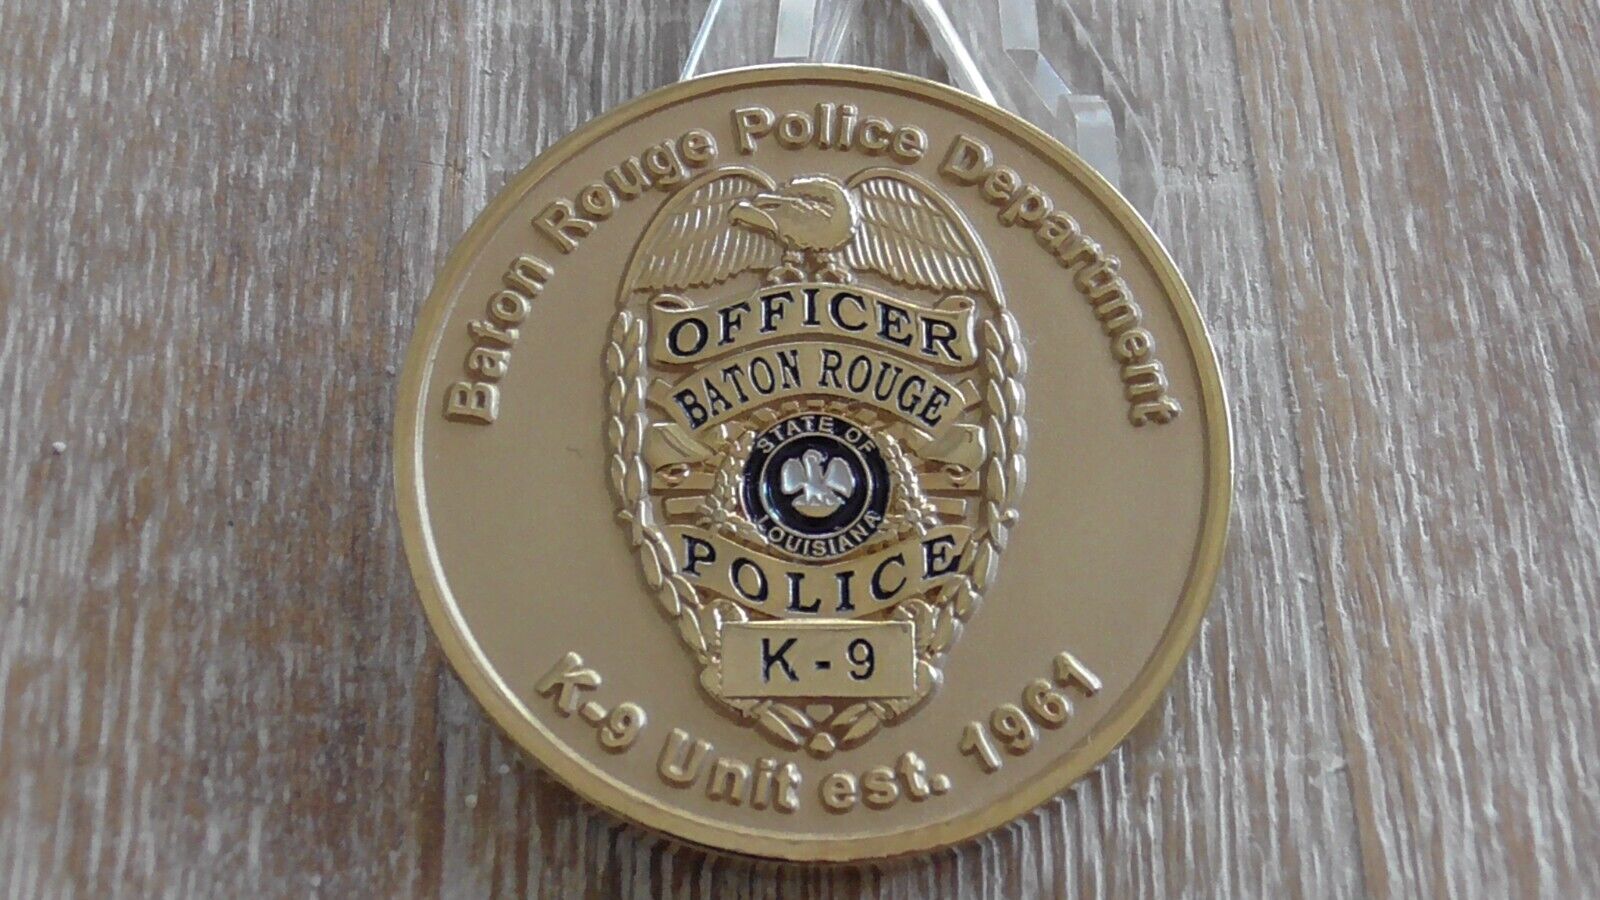 Baton Rouge Police Department
OFFICER
BATON ROUGE
STATE OF
LOUISIANA
POLICE
K-9
K-9 Unit est. 1961